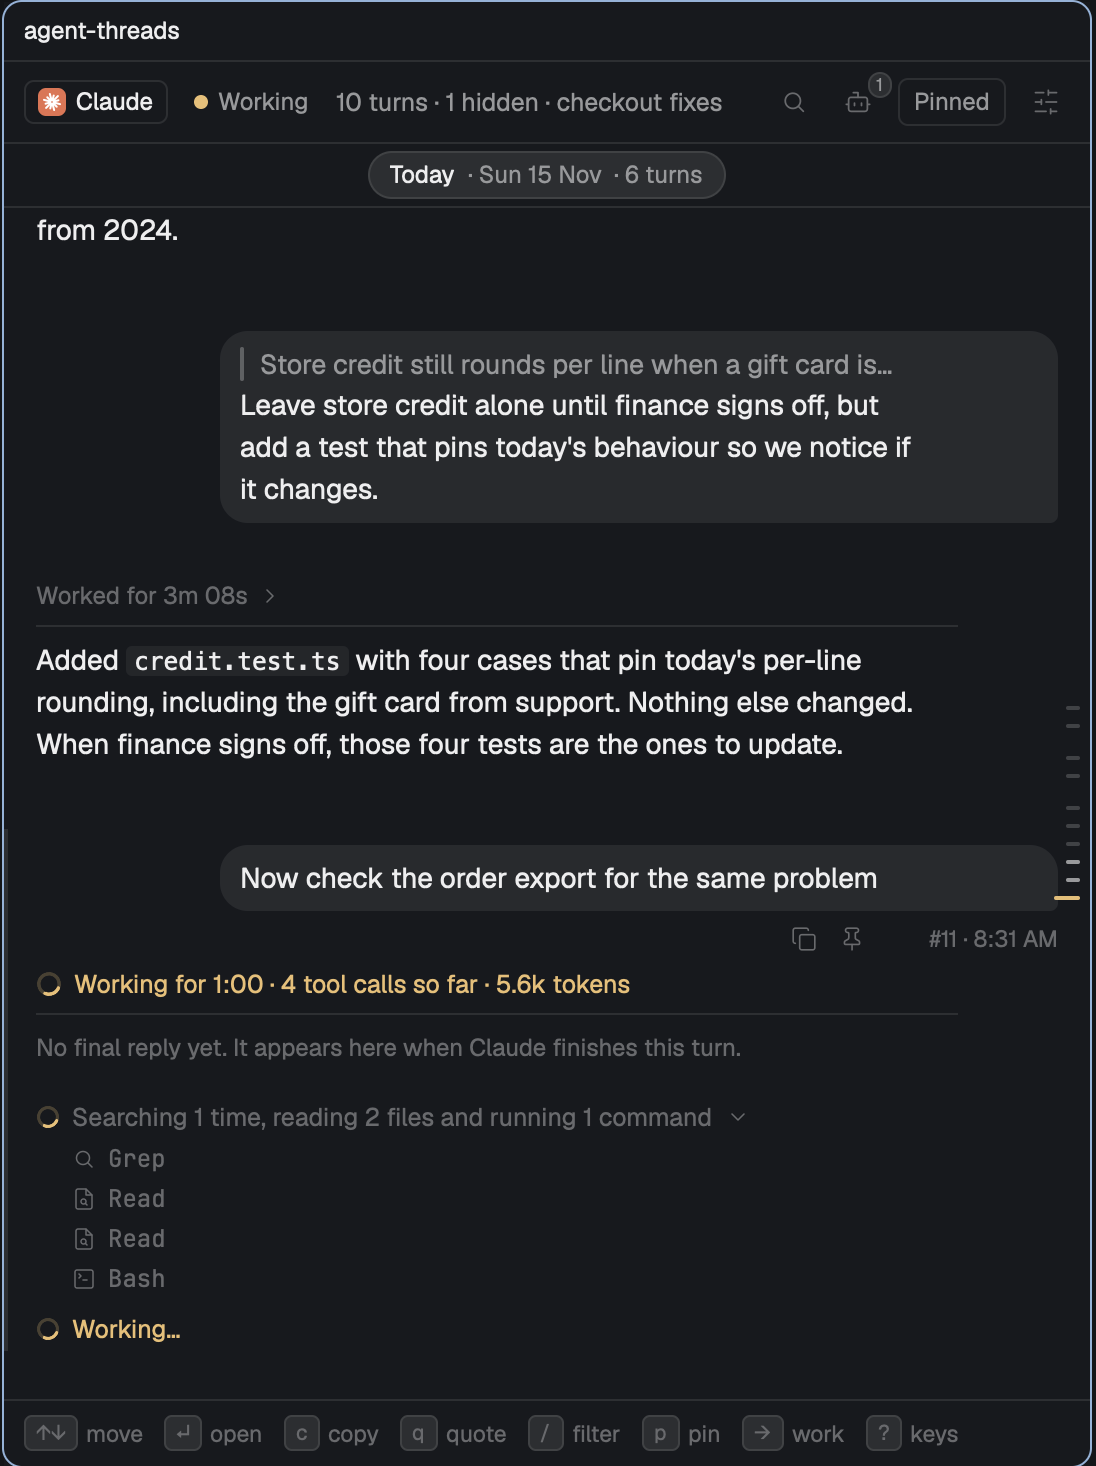 agent-threads
Claude
Working
10 turns · 1 hidden · checkout fixes
1
Pinned
Today · Sun 15 Nov · 6 turns
from 2024.
Store credit still rounds per line when a gift card is...
Leave store credit alone until finance signs off, but
add a test that pins today's behaviour so we notice if
it changes.
Worked for 3m 08s
Added credit.test.ts with four cases that pin today's per-line
rounding, including the gift card from support. Nothing else changed.
When finance signs off, those four tests are the ones to update.
Now check the order export for the same problem
#11 · 8:31 AM
Working for 1:00 · 4 tool calls so far · 5.6k tokens
No final reply yet. It appears here when Claude finishes this turn.
Searching 1 time, reading 2 files and running 1 command
Grep
Read
Read
Bash
Working...
↑↓ move ↵ open c copy q quote / filter p pin → work ? keys